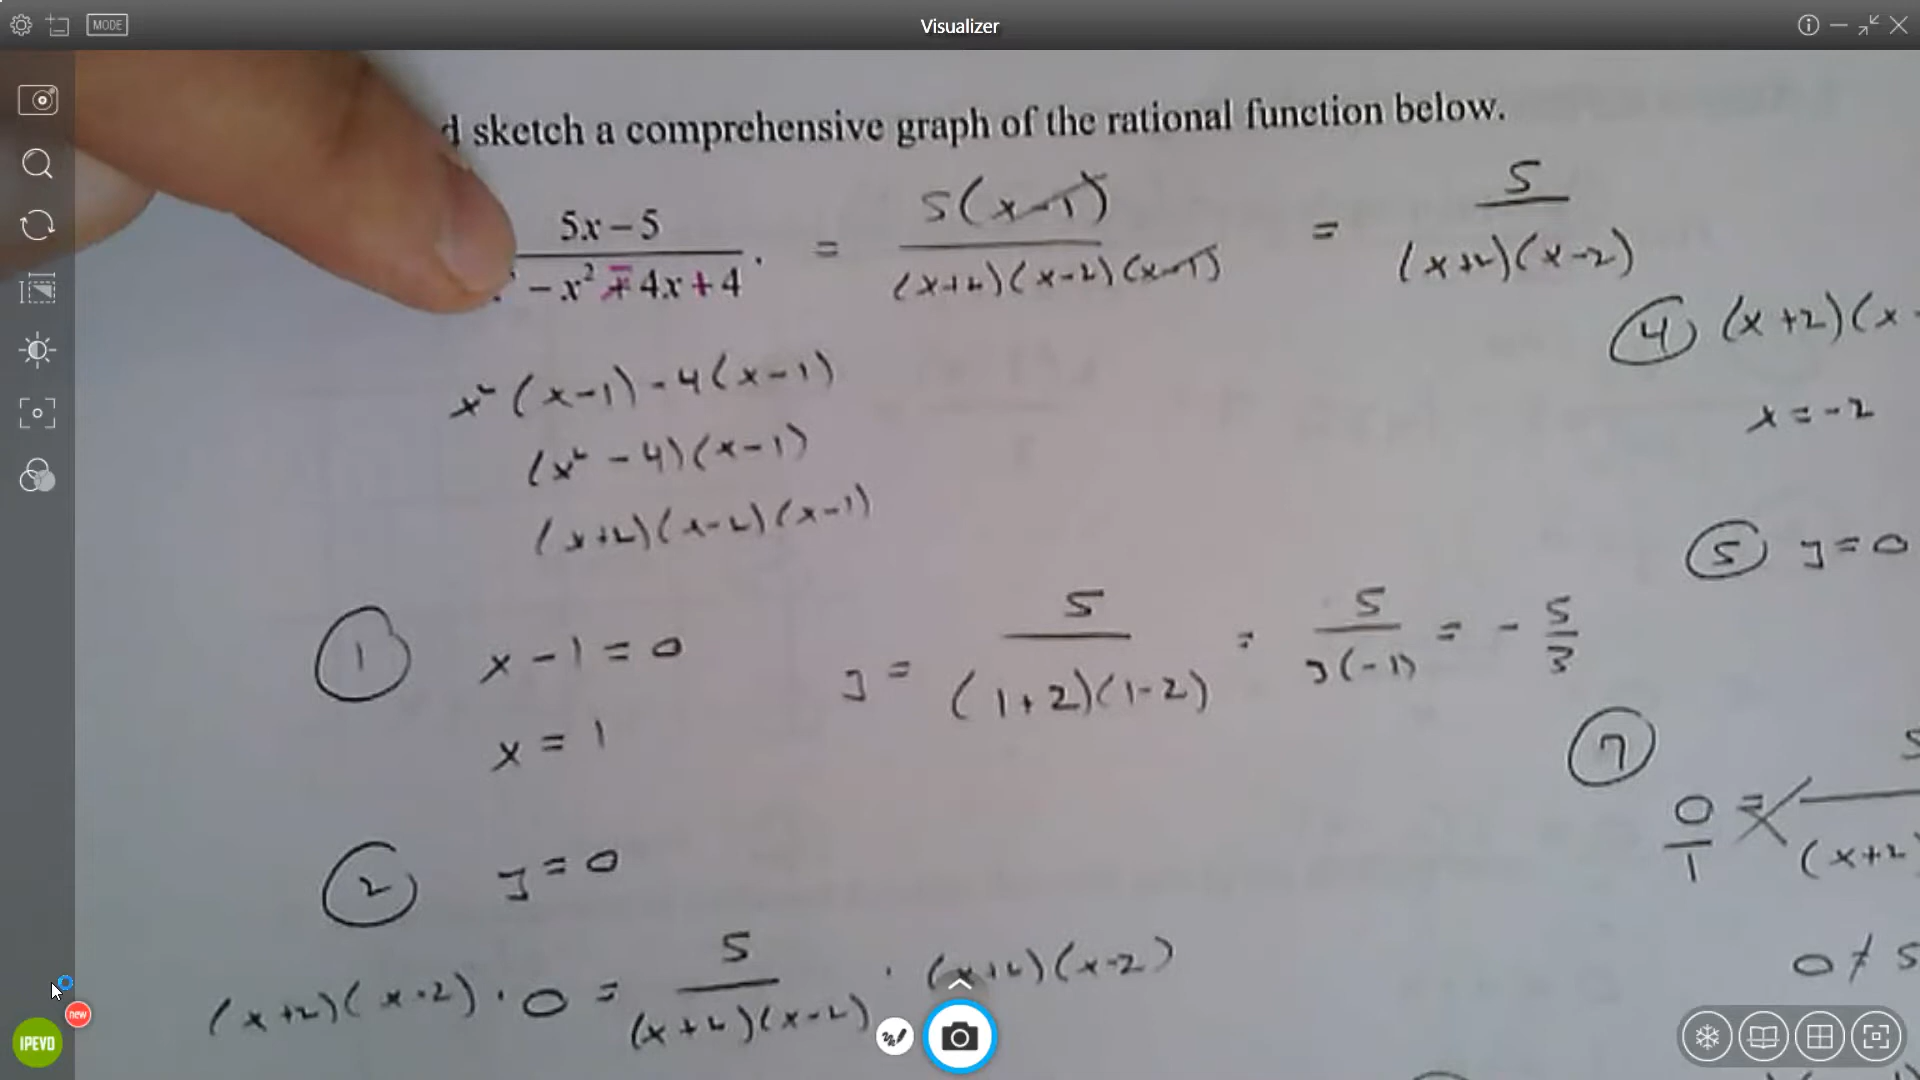 MODE
Visualizer
d sketch a comprehensive graph of the rational function below.
5x − 5 / − x² − 4x + 4 . = 5(x-1) / (x+2)(x-2)(x-1) = 5 / (x+2)(x-2)
④ (x+2)(x-
x²(x-1)-4(x-1)
x = -2
(x²-4)(x-1)
(x+2)(x-2)(x-1)
⑤ y=0
① x-1=0
y = 5 / (1+2)(1-2) = 5 / 3(-1) = - 5/3
x = 1
⑦ 0/1 = 5 / (x+2)
② y=0
0 ≠ 5
(x+2)(x-2) · 0 = 5 / (x+2)(x-2) · (x+2)(x-2)
new
IPEVO